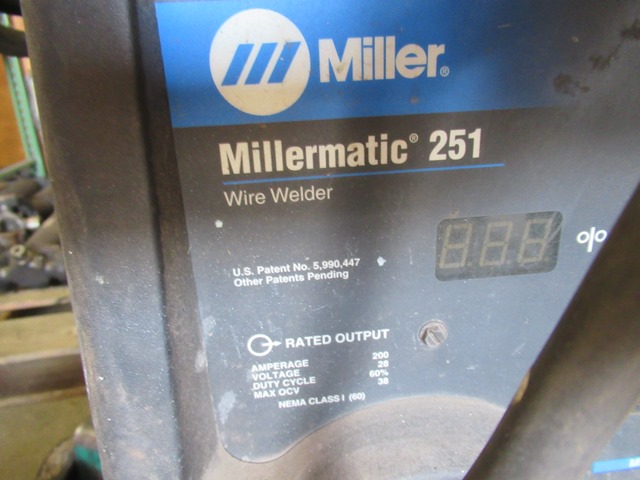 Miller®
Millermatic® 251
Wire Welder
U.S. Patent No. 5,990,447
Other Patents Pending
%
RATED OUTPUT
AMPERAGE 200
VOLTAGE 28
DUTY CYCLE 60%
MAX OCV 38
NEMA CLASS I (60)